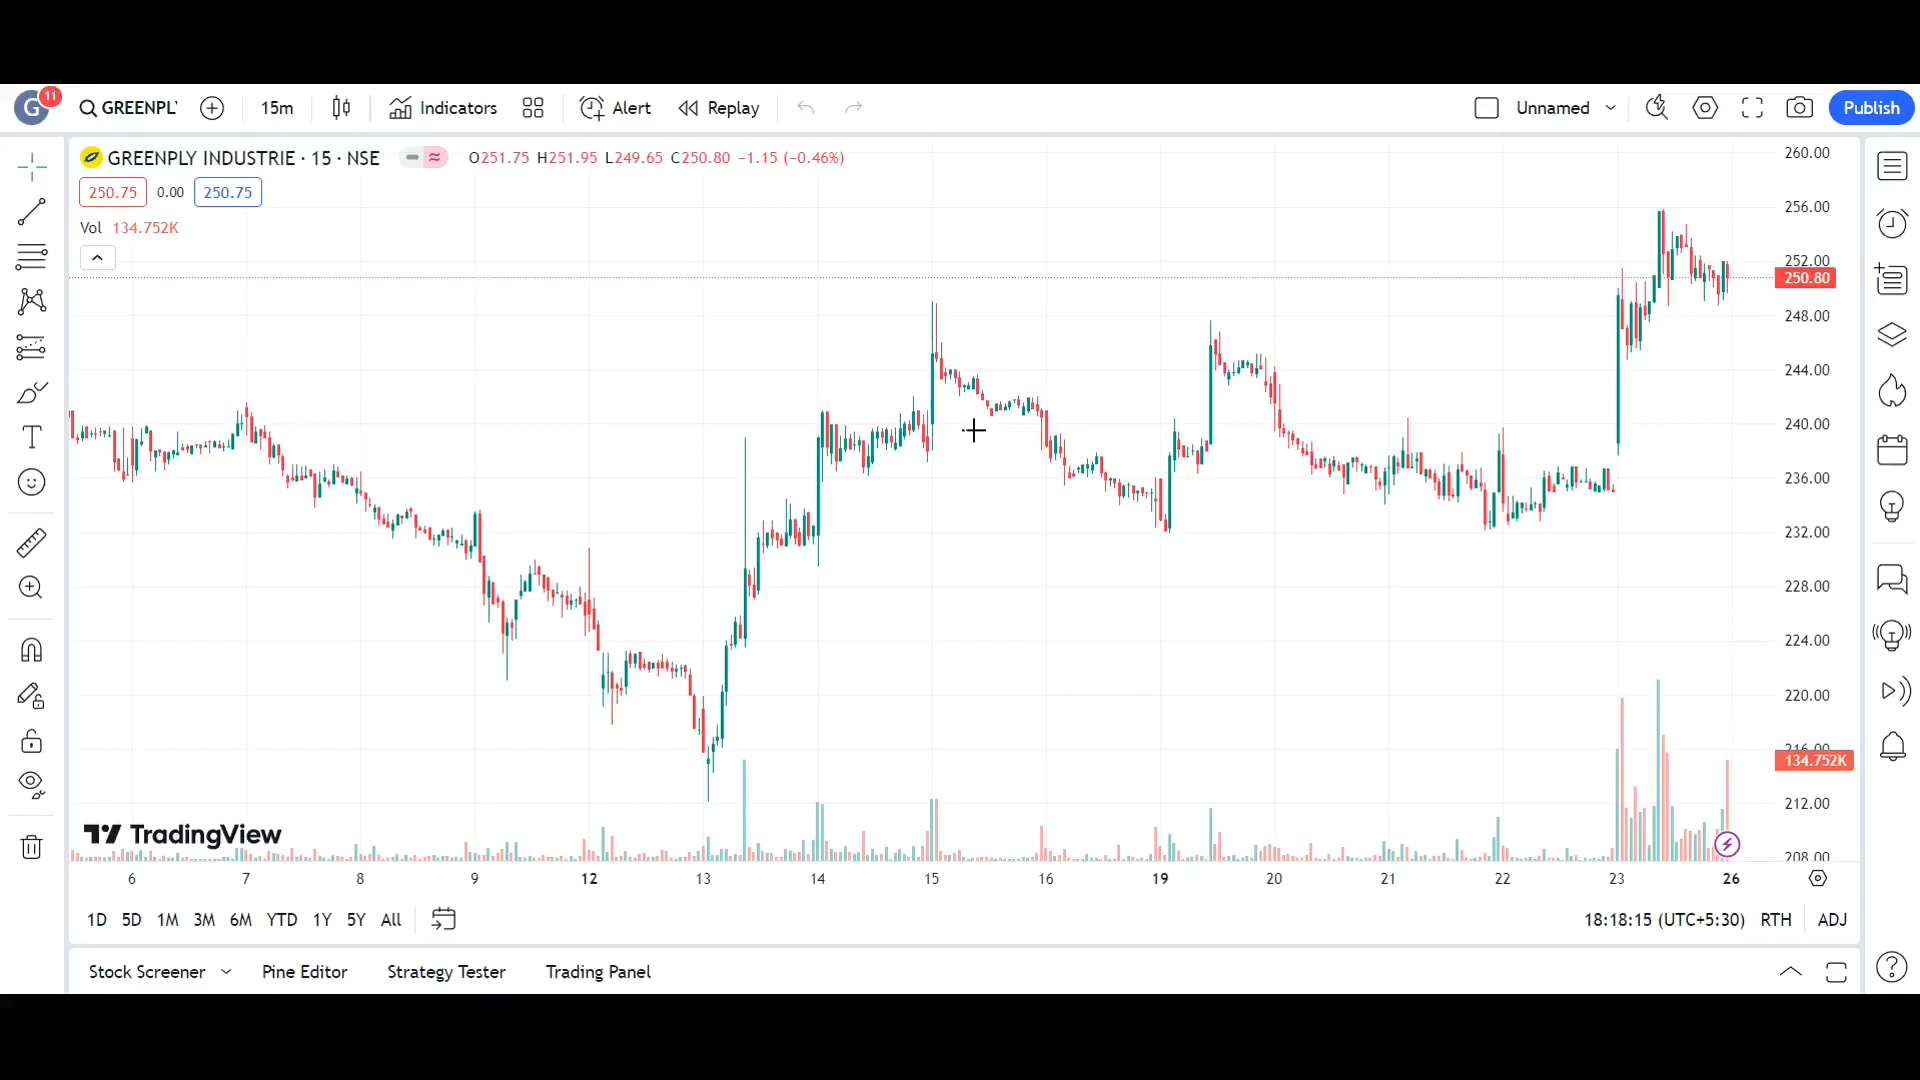 G 11 GREENPL' 15m Indicators Alert Replay Unnamed Publish
GREENPLY INDUSTRIE · 15 · NSE O251.75 H251.95 L249.65 C250.80 −1.15 (−0.46%)
250.75 0.00 250.75
Vol 134.752K
260.00
256.00
252.00
250.80
248.00
244.00
240.00
236.00
232.00
228.00
224.00
220.00
216.00
134.752K
212.00
208.00
TradingView
6 7 8 9 12 13 14 15 16 19 20 21 22 23 26
1D 5D 1M 3M 6M YTD 1Y 5Y All 18:18:15 (UTC+5:30) RTH ADJ
Stock Screener Pine Editor Strategy Tester Trading Panel